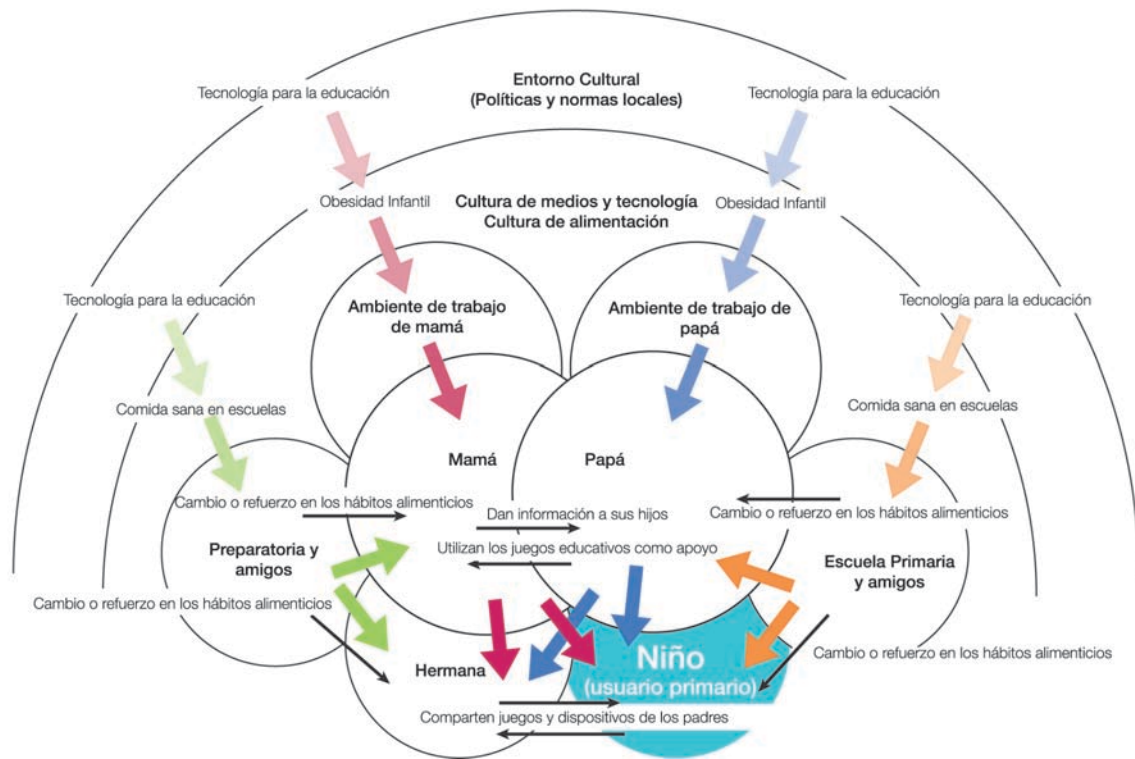 Entorno Cultural
(Políticas y normas locales)
Tecnología para la educación
Tecnología para la educación
Obesidad Infantil
Cultura de medios y tecnología
Cultura de alimentación
Obesidad Infantil
Tecnología para la educación
Ambiente de trabajo
de mamá
Ambiente de trabajo de
papá
Tecnología para la educación
Comida sana en escuelas
Comida sana en escuelas
Mamá
Papá
Cambio o refuerzo en los hábitos alimenticios
Dan información a sus hijos
Cambio o refuerzo en los hábitos alimenticios
Utilizan los juegos educativos como apoyo
Preparatoria y
amigos
Escuela Primaria
y amigos
Cambio o refuerzo en los hábitos alimenticios
Cambio o refuerzo en los hábitos alimenticios
Hermana
Niño
(usuario primario)
Comparten juegos y dispositivos de los padres